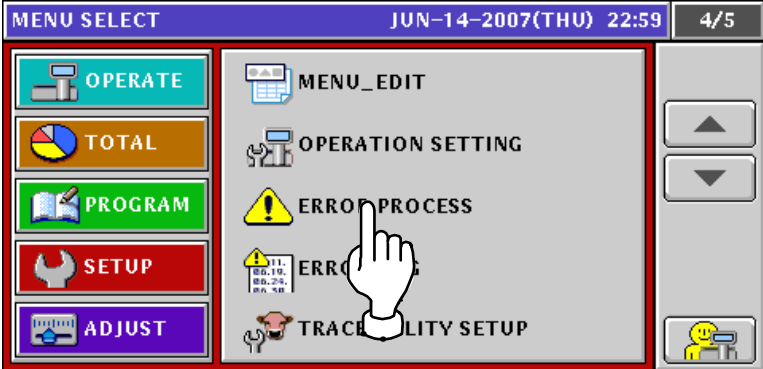 MENU SELECT JUN-14-2007(THU) 22:59 4/5
OPERATE
TOTAL
PROGRAM
SETUP
ADJUST
MENU_EDIT
OPERATION SETTING
PROCESS
SETUP